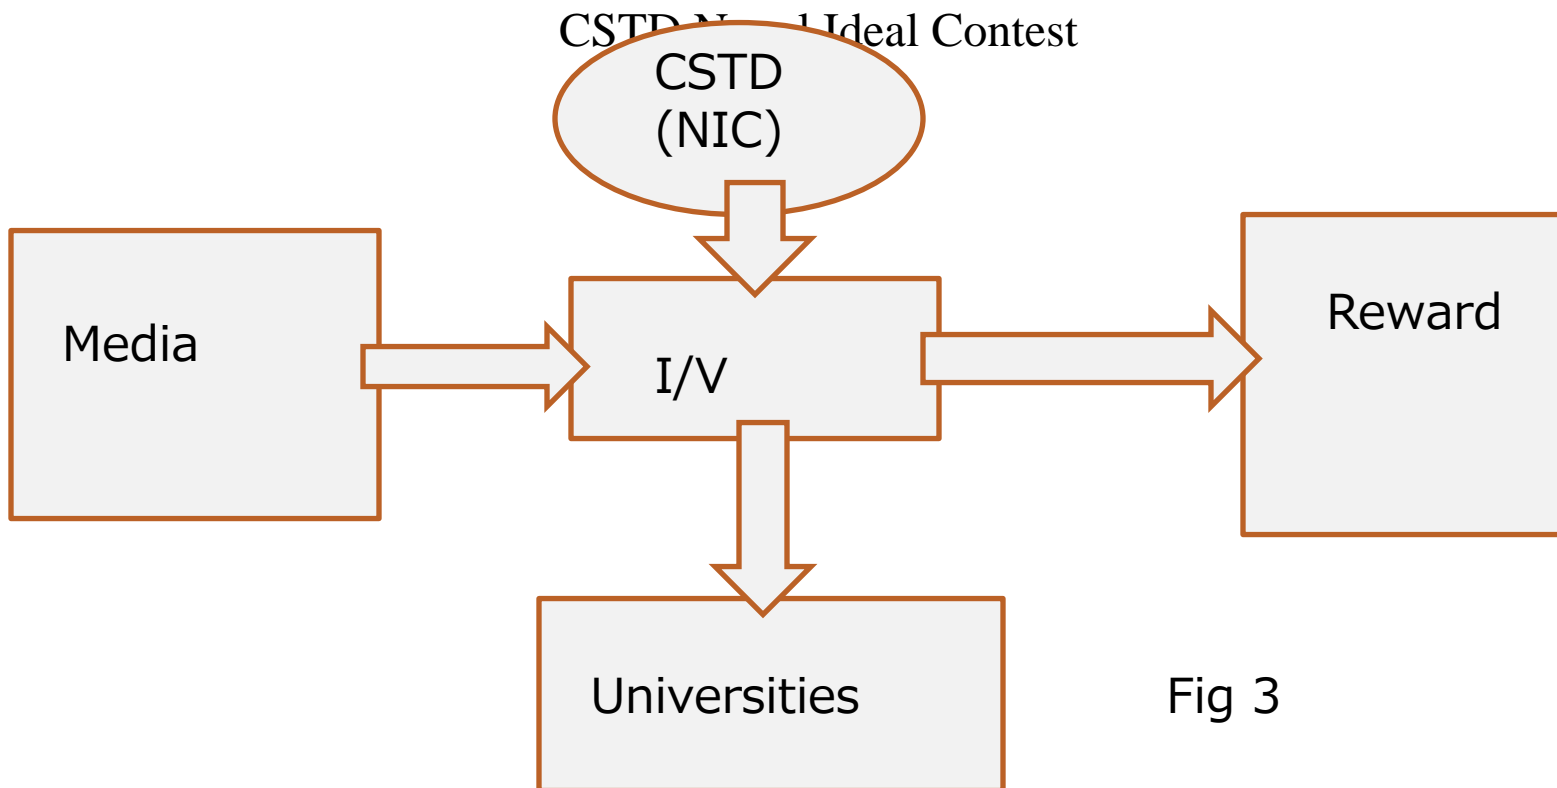 CSTD Ideal Contest
CSTD
(NIC)
Media
Reward
I/V
Universities
Fig 3